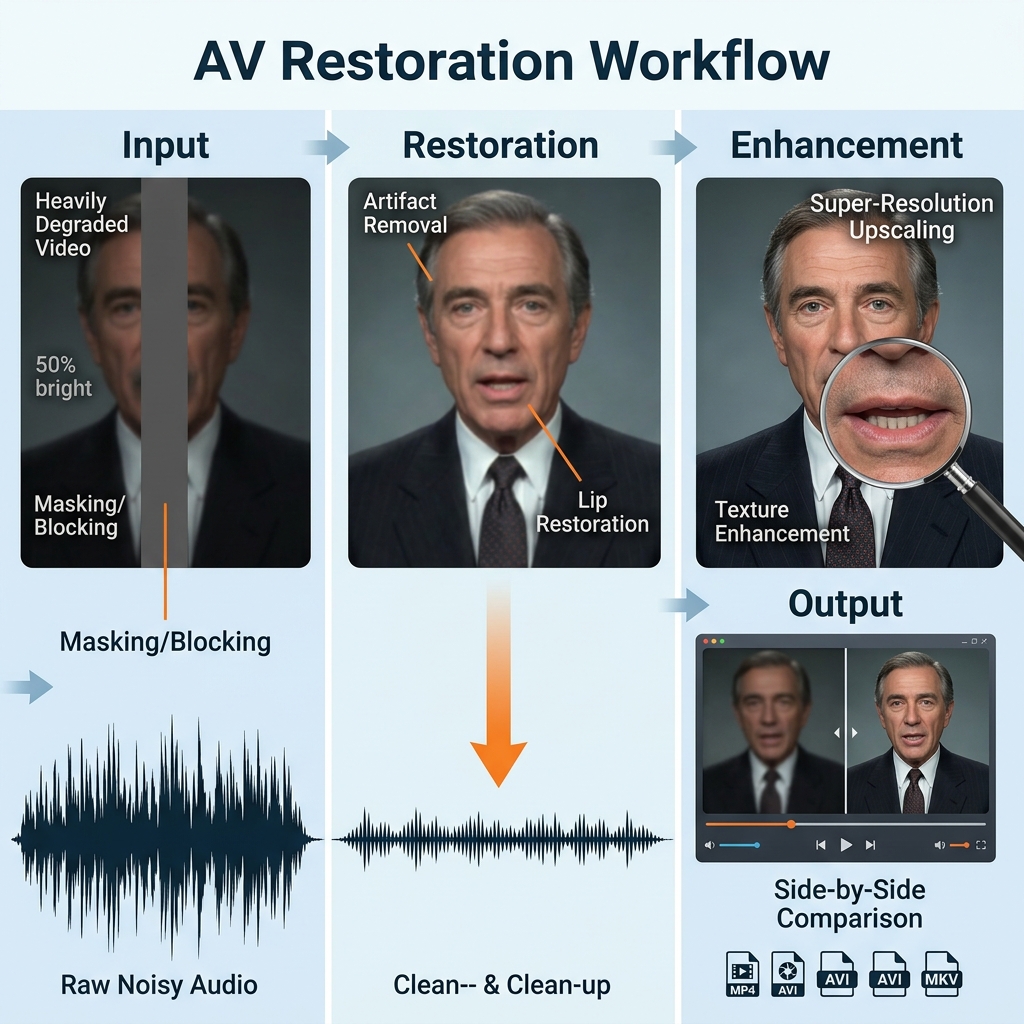 AV Restoration Workflow
Input
Heavily
Degraded
Video
50%
bright
Masking/
Blocking
Masking/Blocking
Raw Noisy Audio
Restoration
Artifact
Removal
Lip
Restoration
Clean-- & Clean-up
Enhancement
Super-Resolution
Upscaling
Texture
Enhancement
Output
Side-by-Side
Comparison
MP4
AVI
AVI
AVI
MKV